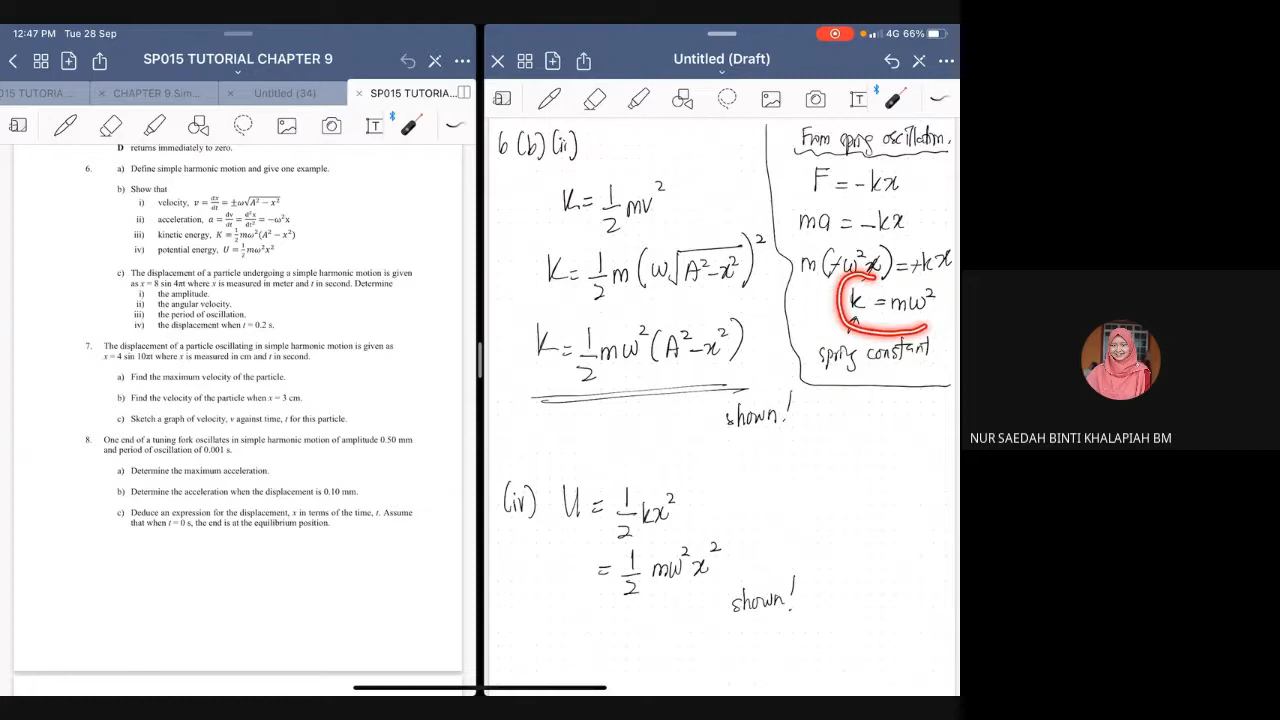 12:47 PM Tue 28 Sep
SP015 TUTORIAL CHAPTER 9
15 TUTORIA...
CHAPTER 9 Sim...
Untitled (34)
SP015 TUTORIA...
D returns immediately to zero.
6. a) Define simple harmonic motion and give one example.
b) Show that
i) velocity, v = dx/dt = ±ω√(A² − x²)
ii) acceleration, a = dv/dt = d²x/dt² = −ω²x
iii) kinetic energy, K = 1/2 mω²(A² − x²)
iv) potential energy, U = 1/2 mω²x²
c) The displacement of a particle undergoing a simple harmonic motion is given
as x = 8 sin 4πt where x is measured in meter and t in second. Determine
i) the amplitude.
ii) the angular velocity.
iii) the period of oscillation.
iv) the displacement when t = 0.2 s.
7. The displacement of a particle oscillating in simple harmonic motion is given as
x = 4 sin 10πt where x is measured in cm and t in second.
a) Find the maximum velocity of the particle.
b) Find the velocity of the particle when x = 3 cm.
c) Sketch a graph of velocity, v against time, t for this particle.
8. One end of a tuning fork oscillates in simple harmonic motion of amplitude 0.50 mm
and period of oscillation of 0.001 s.
a) Determine the maximum acceleration.
b) Determine the acceleration when the displacement is 0.10 mm.
c) Deduce an expression for the displacement, x in terms of the time, t. Assume
that when t = 0 s, the end is at the equilibrium position.
4G 66%
Untitled (Draft)
6 (b) (iii)
K = 1/2 mv²
K = 1/2 m (ω√(A²−x²))²
K = 1/2 mω² (A²−x²)
shown!
(iv) U = 1/2 kx²
= 1/2 mω²x²
shown!
From spring oscillation.
F = −kx
ma = −kx
m(−ω²x) = −kx
k = mω²
spring constant
NUR SAEDAH BINTI KHALAPIAH BM